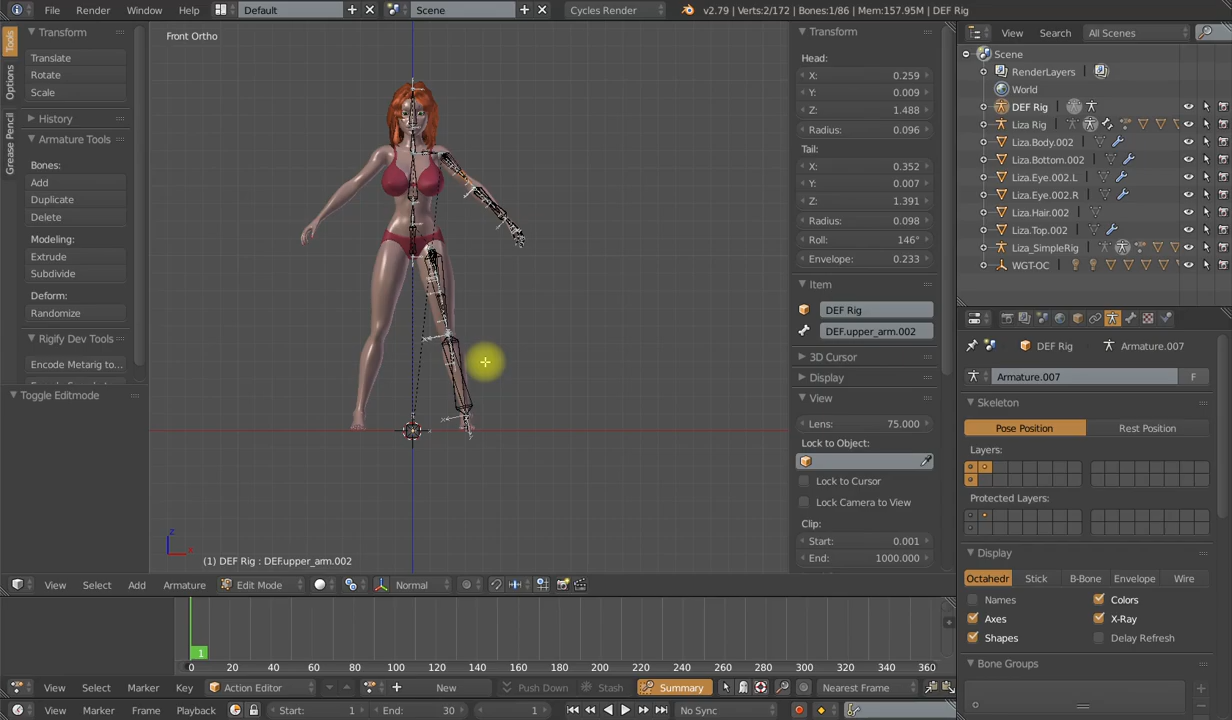 File Render Window Help Default Scene Cycles Render v2.79 | Verts:2/172 | Bones:1/86 | Mem:157.95M | DEF Rig
Tools
Options
Grease Pencil
Transform
Translate
Rotate
Scale
History
Armature Tools
Bones:
Add
Duplicate
Delete
Modeling:
Extrude
Subdivide
Deform:
Randomize
Rigify Dev Tools
Encode Metarig to...
Toggle Editmode
Front Ortho
z
x
(1) DEF Rig : DEF.upper_arm.002
View Select Add Armature Edit Mode Normal
Transform
Head:
X: 0.259
Y: 0.009
Z: 1.488
Radius: 0.096
Tail:
X: 0.352
Y: 0.007
Z: 1.391
Radius: 0.098
Roll: 146°
Envelope: 0.233
Item
DEF Rig
DEF.upper_arm.002
3D Cursor
Display
View
Lens: 75.000
Lock to Object:
Lock to Cursor
Lock Camera to View
Clip:
Start: 0.001
End: 1000.000
View Search All Scenes
Scene
RenderLayers
World
DEF Rig
Liza Rig
Liza.Body.002
Liza.Bottom.002
Liza.Eye.002.L
Liza.Eye.002.R
Liza.Hair.002
Liza.Top.002
Liza_SimpleRig
WGT-OC
DEF Rig Armature.007
Armature.007 F
Skeleton
Pose Position Rest Position
Layers:
Protected Layers:
Display
Octahedr Stick B-Bone Envelope Wire
Names Colors
Axes X-Ray
Shapes Delay Refresh
Bone Groups
1
0 20 40 60 80 100 120 140 160 180 200 220 240 260 280 300 320 340 360
View Select Marker Key Action Editor New Push Down Stash Summary Nearest Frame
View Marker Frame Playback Start: 1 End: 30 1 No Sync